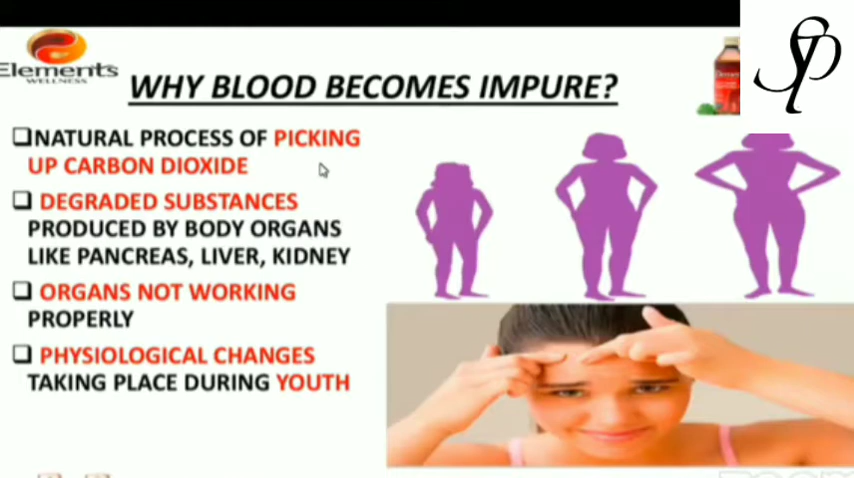 Elements
WELLNESS
WHY BLOOD BECOMES IMPURE?
NATURAL PROCESS OF PICKING
UP CARBON DIOXIDE
DEGRADED SUBSTANCES
PRODUCED BY BODY ORGANS
LIKE PANCREAS, LIVER, KIDNEY
ORGANS NOT WORKING
PROPERLY
PHYSIOLOGICAL CHANGES
TAKING PLACE DURING YOUTH